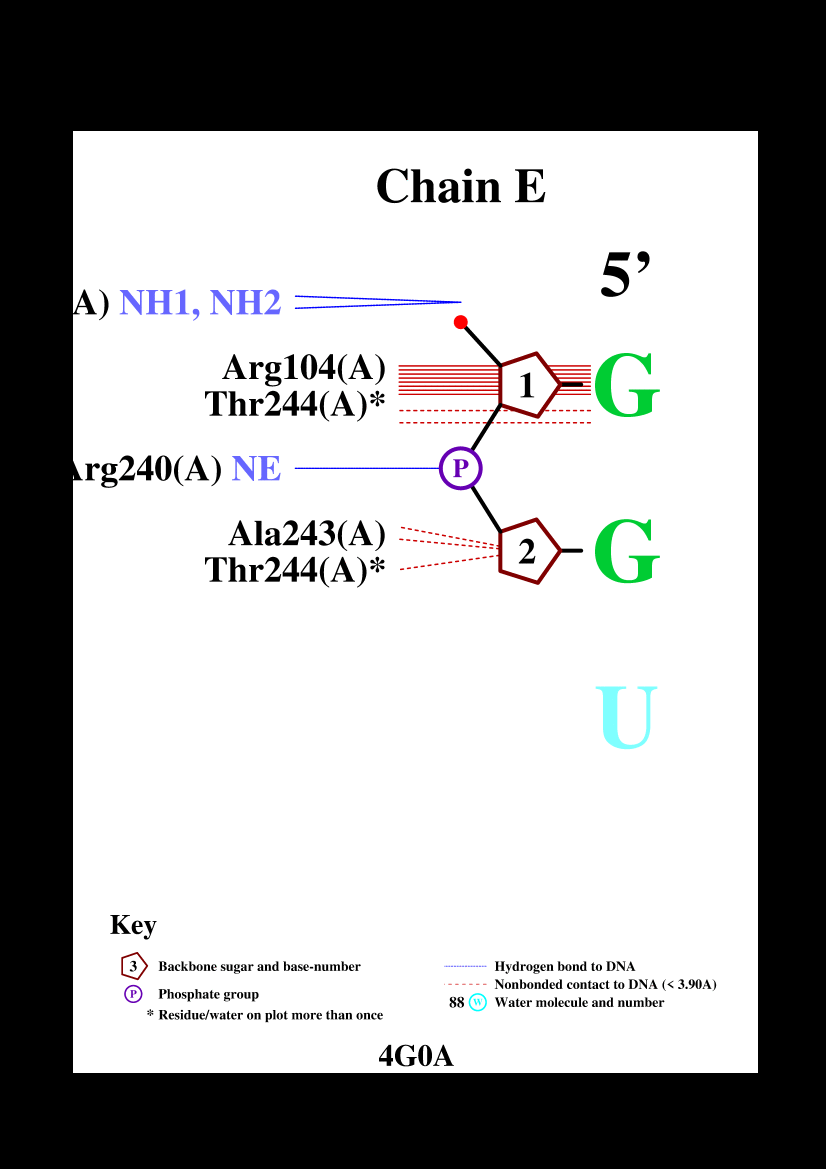 Chain E
5’
A) NH1, NH2
Arg104(A)
1 G
Thr244(A)*
Arg240(A) NE
P
Ala243(A)
2 G
Thr244(A)*
U
Key
3 Backbone sugar and base-number
P Phosphate group
* Residue/water on plot more than once
Hydrogen bond to DNA
Nonbonded contact to DNA (< 3.90A)
88 W Water molecule and number
4G0A